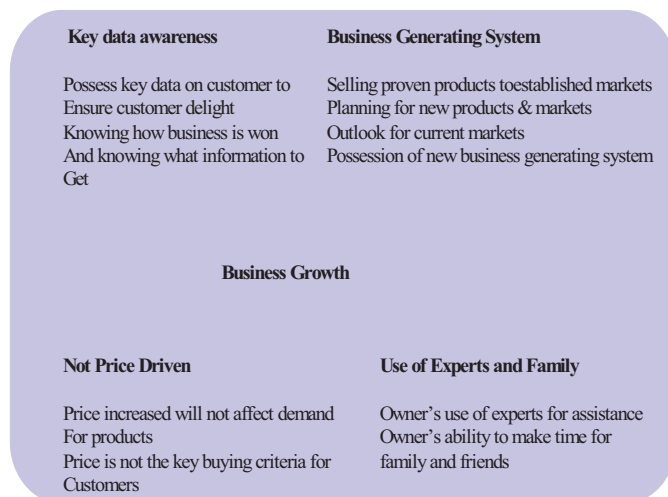 Key data awareness
Possess key data on customer to
Ensure customer delight
Knowing how business is won
And knowing what information to
Get
Business Generating System
Selling proven products toestablished markets
Planning for new products & markets
Outlook for current markets
Possession of new business generating system
Business Growth
Not Price Driven
Price increased will not affect demand
For products
Price is not the key buying criteria for
Customers
Use of Experts and Family
Owner's use of experts for assistance
Owner's ability to make time for
family and friends